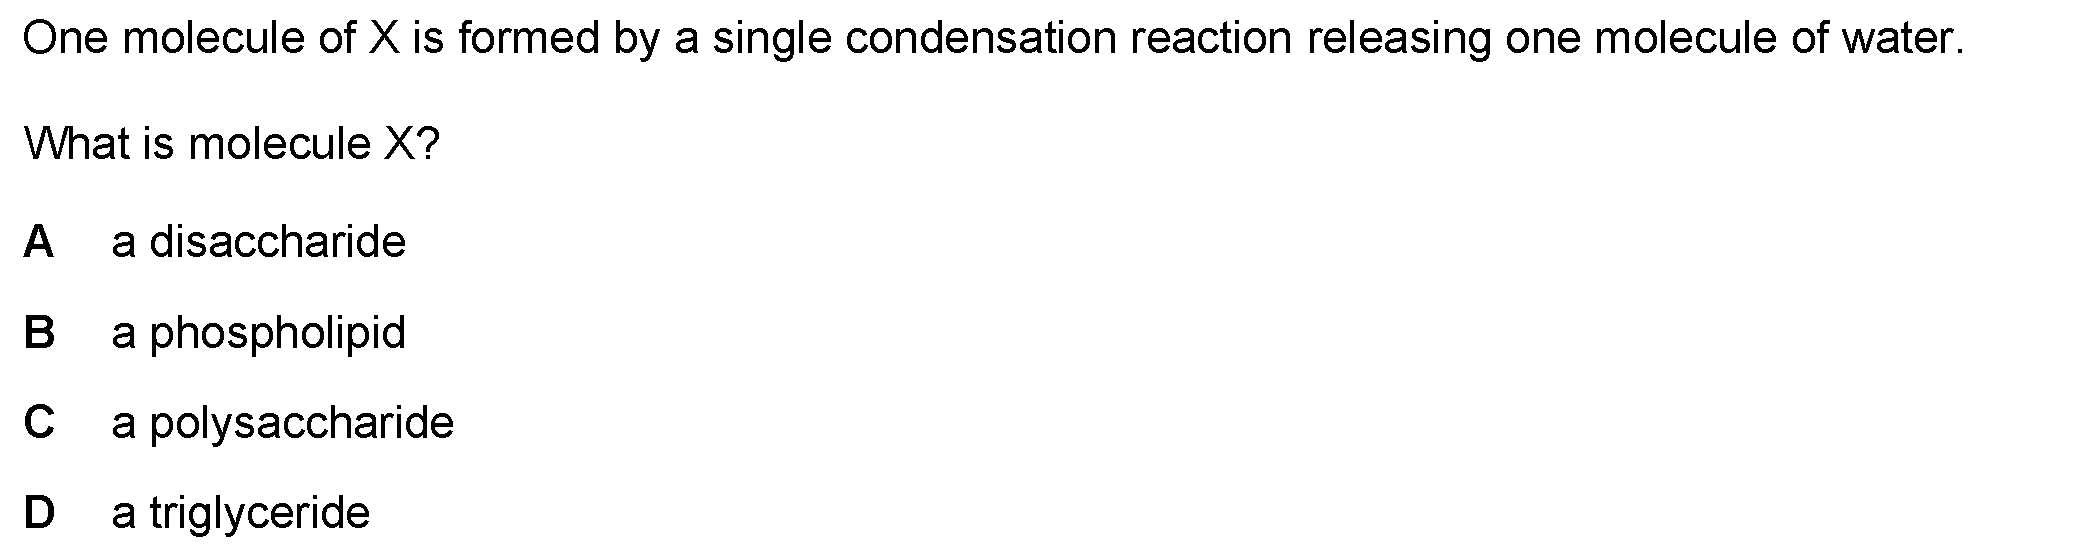 One molecule of X is formed by a single condensation reaction releasing one molecule of water.
What is molecule X?
A a disaccharide
B a phospholipid
C a polysaccharide
D a triglyceride